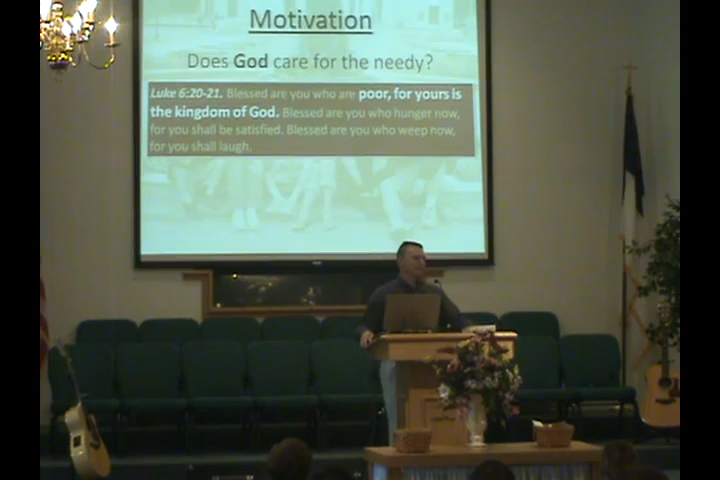 Motivation
Does God care for the needy?
Luke 6:20-21. Blessed are you who are poor, for yours is
the kingdom of God. Blessed are you who hunger now,
for you shall be satisfied. Blessed are you who weep now,
for you shall laugh.